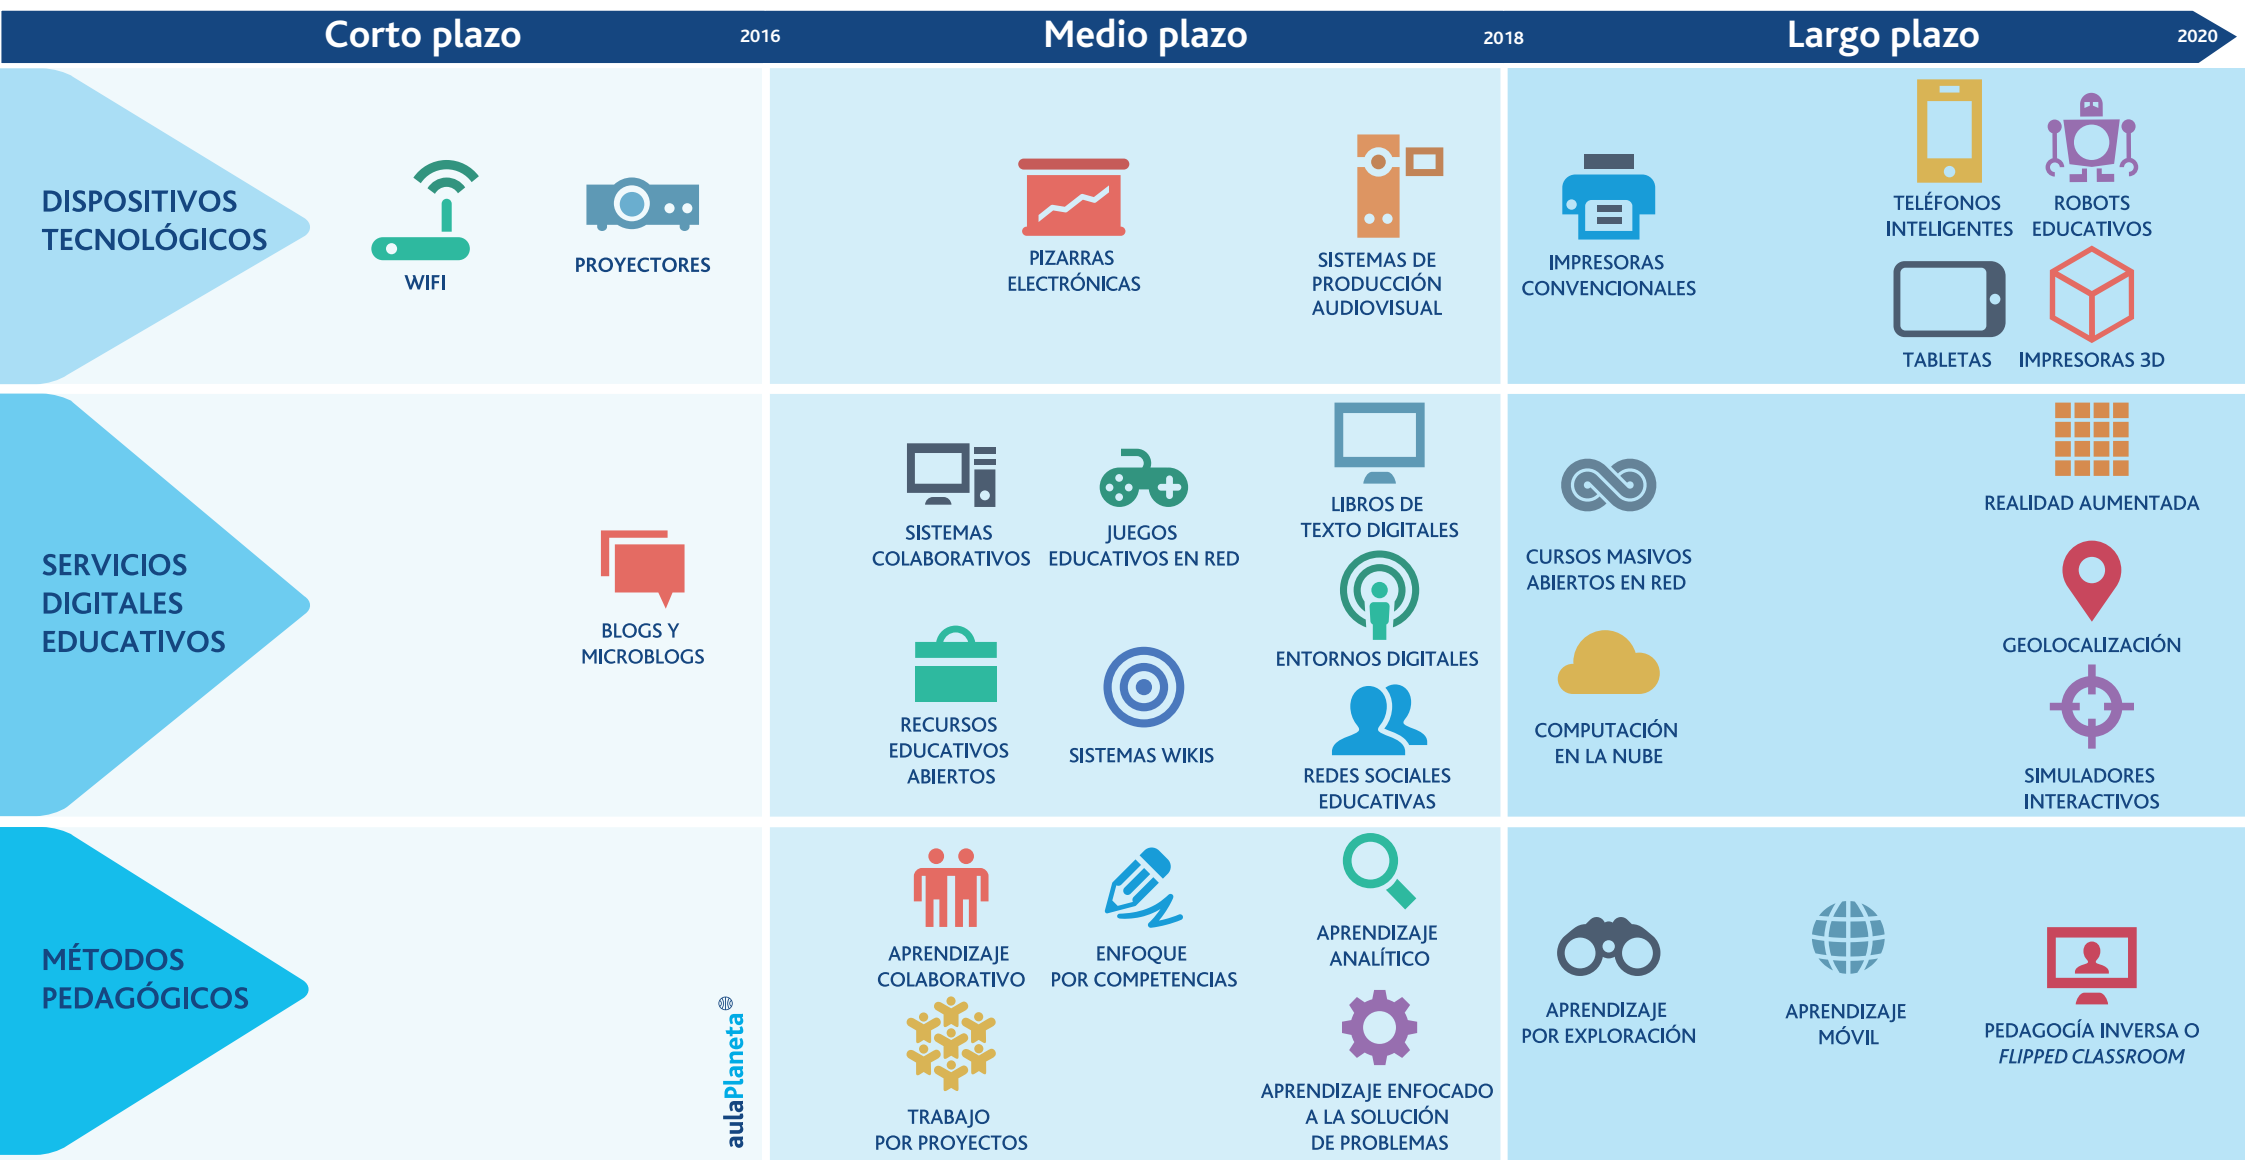 Corto plazo
2016
Medio plazo
2018
Largo plazo
2020
DISPOSITIVOS
TECNOLÓGICOS
WIFI
PROYECTORES
PIZARRAS
ELECTRÓNICAS
SISTEMAS DE
PRODUCCIÓN
AUDIOVISUAL
IMPRESORAS
CONVENCIONALES
TELÉFONOS
INTELIGENTES
ROBOTS
EDUCATIVOS
TABLETAS
IMPRESORAS 3D
SERVICIOS
DIGITALES
EDUCATIVOS
BLOGS Y
MICROBLOGS
SISTEMAS
COLABORATIVOS
JUEGOS
EDUCATIVOS EN RED
LIBROS DE
TEXTO DIGITALES
ENTORNOS DIGITALES
RECURSOS
EDUCATIVOS
ABIERTOS
SISTEMAS WIKIS
REDES SOCIALES
EDUCATIVAS
CURSOS MASIVOS
ABIERTOS EN RED
COMPUTACIÓN
EN LA NUBE
REALIDAD AUMENTADA
GEOLOCALIZACIÓN
SIMULADORES
INTERACTIVOS
MÉTODOS
PEDAGÓGICOS
aulaPlaneta
APRENDIZAJE
COLABORATIVO
ENFOQUE
POR COMPETENCIAS
APRENDIZAJE
ANALÍTICO
TRABAJO
POR PROYECTOS
APRENDIZAJE ENFOCADO
A LA SOLUCIÓN
DE PROBLEMAS
APRENDIZAJE
POR EXPLORACIÓN
APRENDIZAJE
MÓVIL
PEDAGOGÍA INVERSA O
FLIPPED CLASSROOM